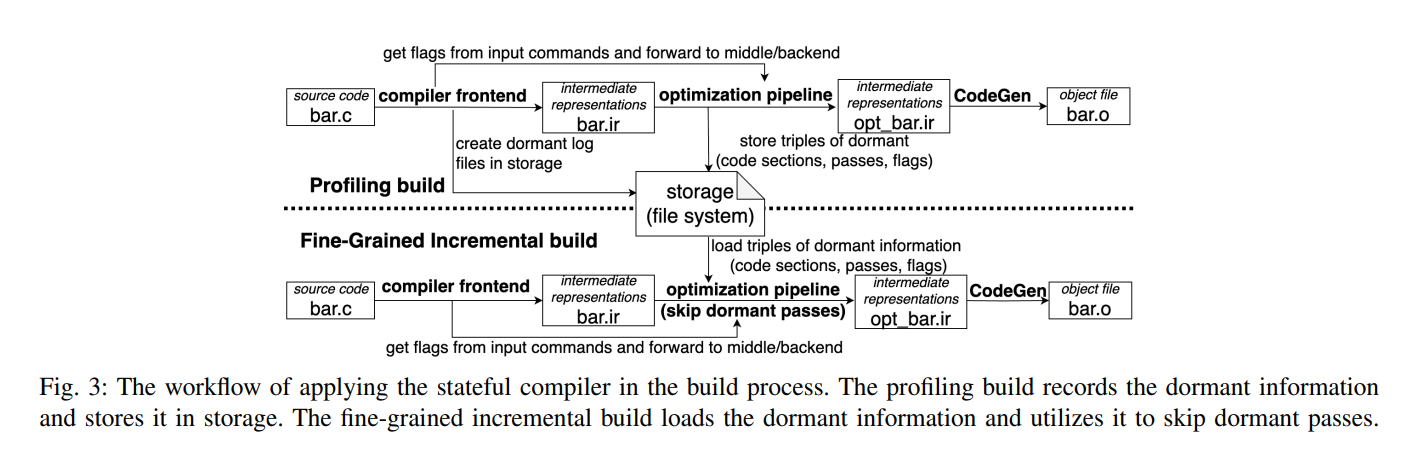 get flags from input commands and forward to middle/backend
source code
bar.c
compiler frontend
intermediate
representations
bar.ir
optimization pipeline
intermediate
representations
opt_bar.ir
CodeGen
object file
bar.o
create dormant log
files in storage
store triples of dormant
(code sections, passes, flags)
Profiling build
storage
(file system)
Fine-Grained Incremental build
load triples of dormant information
(code sections, passes, flags)
source code
bar.c
compiler frontend
intermediate
representations
bar.ir
optimization pipeline
(skip dormant passes)
intermediate
representations
opt_bar.ir
CodeGen
object file
bar.o
get flags from input commands and forward to middle/backend
Fig. 3: The workflow of applying the stateful compiler in the build process. The profiling build records the dormant information
and stores it in storage. The fine-grained incremental build loads the dormant information and utilizes it to skip dormant passes.